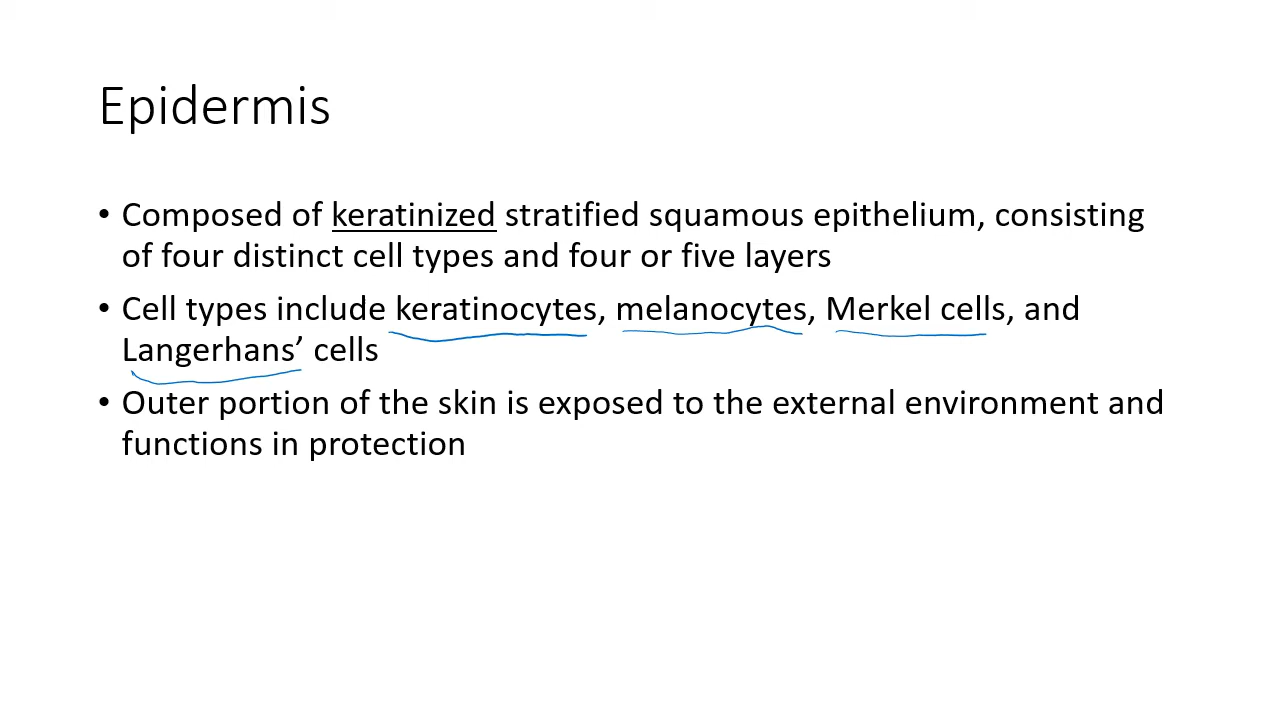 Epidermis
• Composed of keratinized stratified squamous epithelium, consisting
of four distinct cell types and four or five layers
• Cell types include keratinocytes, melanocytes, Merkel cells, and
Langerhans’ cells
• Outer portion of the skin is exposed to the external environment and
functions in protection